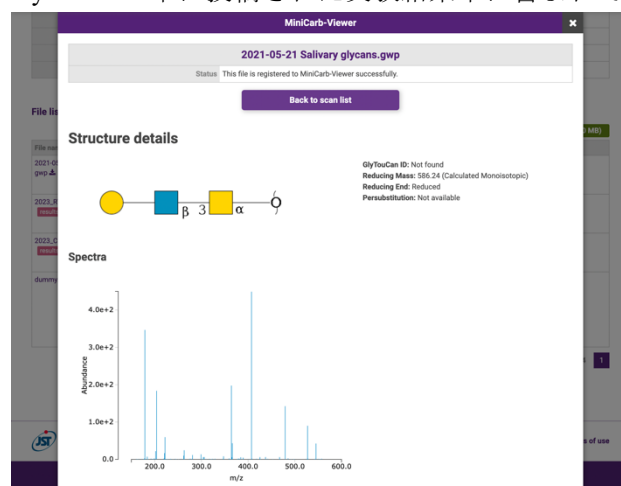 MiniCarb-Viewer
×
2021-05-21 Salivary glycans.gwp
Status This file is registered to MiniCarb-Viewer successfully.
Back to scan list
File lis
3 MB)
File nam
2021-05
gwp
2023_R
result
2023_C
result
dummy
Structure details
GlyTouCan ID: Not found
Reducing Mass: 586.24 (Calculated Monoisotopic)
Reducing End: Reduced
Persubstitution: Not available
β 3 α
Spectra
Abundance
4.0e+2
3.0e+2
2.0e+2
1.0e+2
0.0
200.0 300.0 400.0 500.0 600.0
m/z
1
JST
s of use